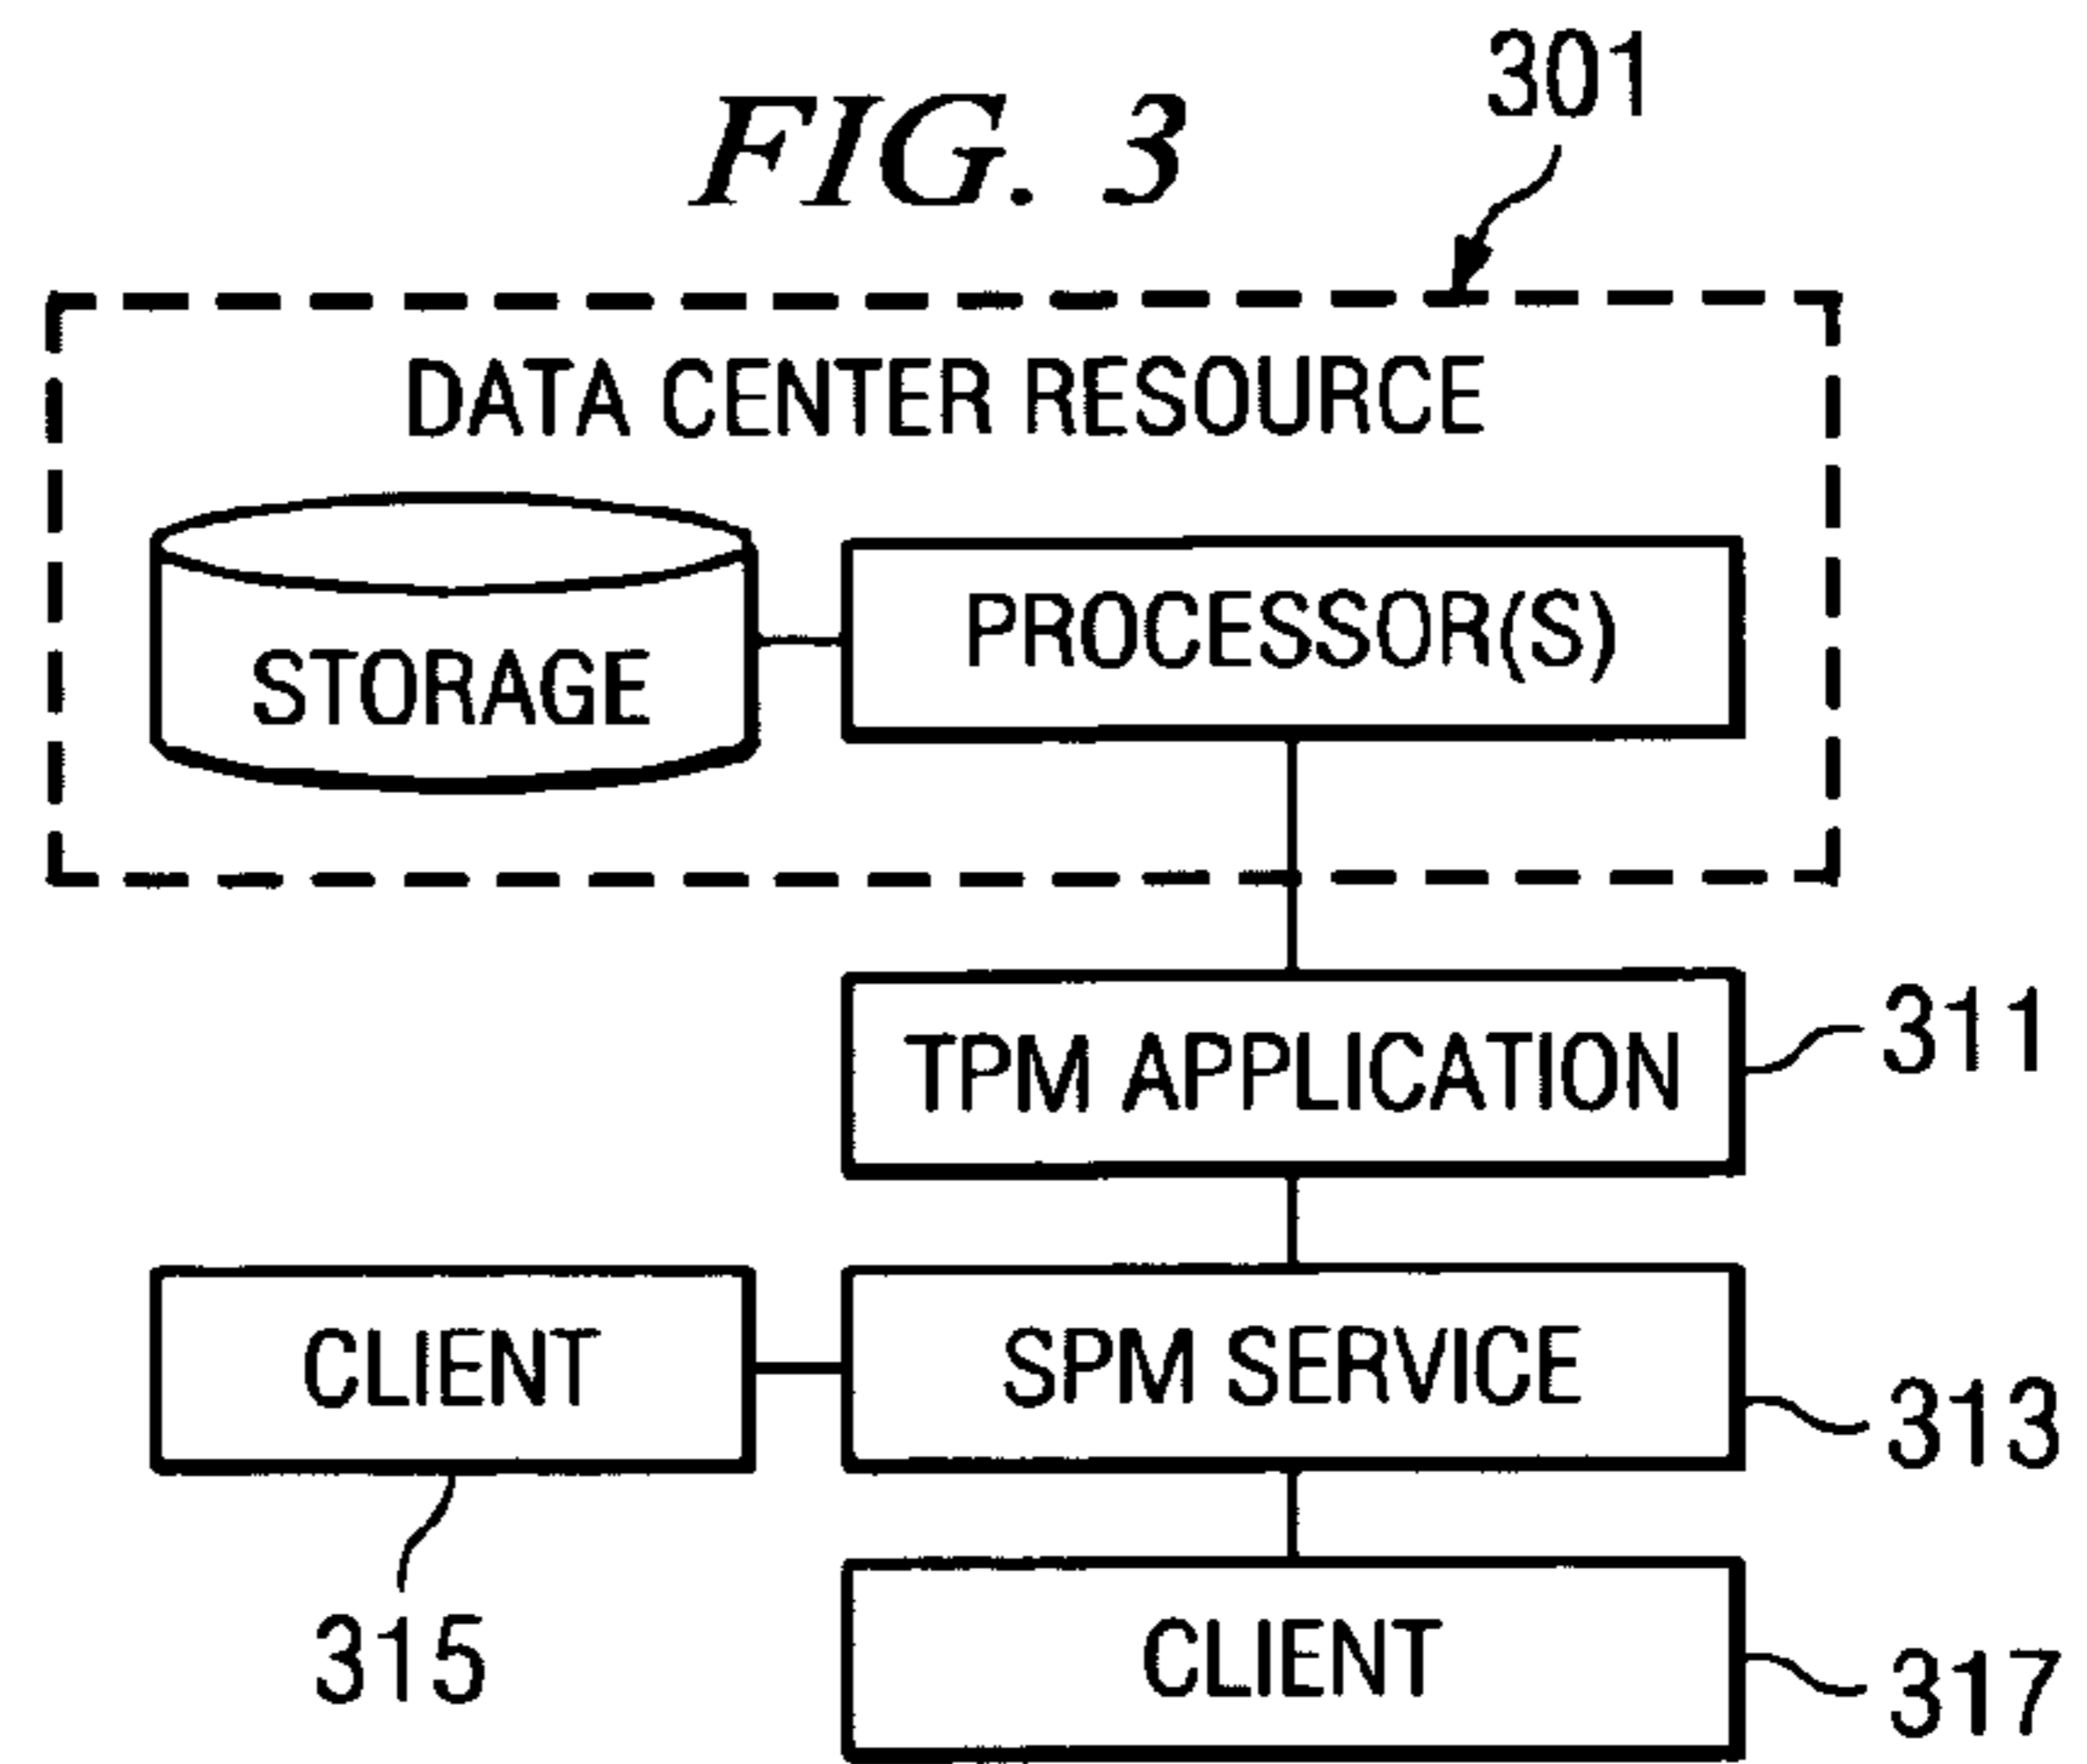 FIG. 3
301
DATA CENTER RESOURCE
STORAGE
PROCESSOR(S)
TPM APPLICATION
311
CLIENT
SPM SERVICE
313
315
CLIENT
317